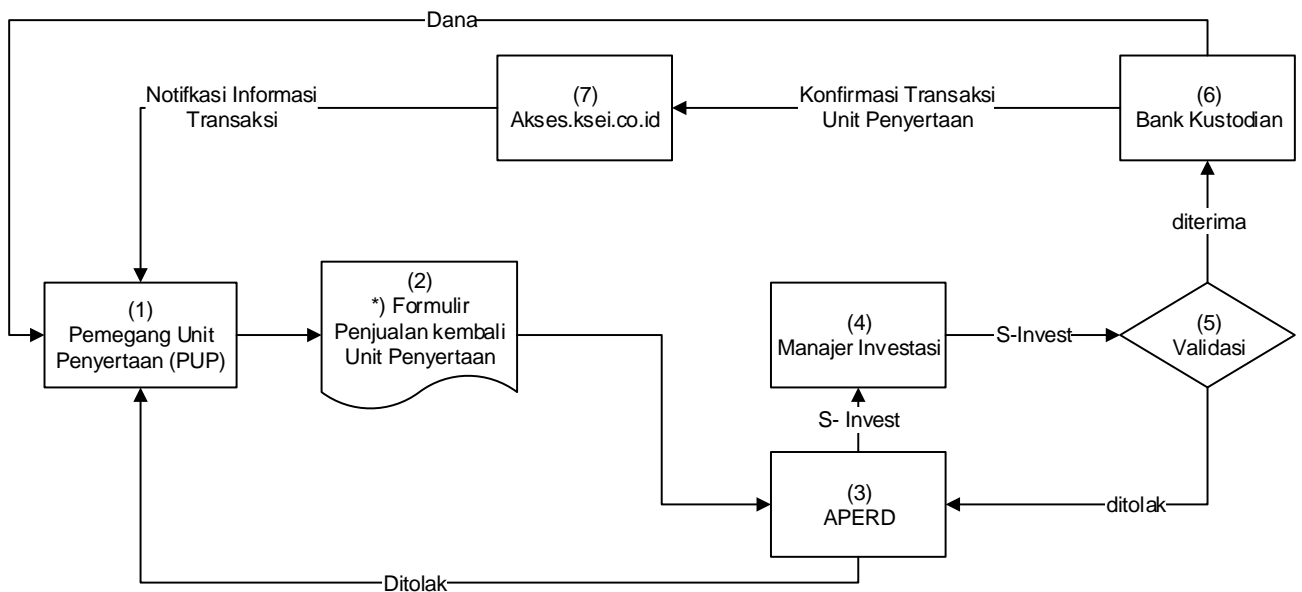 Dana
(7)
Akses.ksei.co.id
Notifkasi Informasi
Transaksi
Konfirmasi Transaksi
Unit Penyertaan
(6)
Bank Kustodian
diterima
(1)
Pemegang Unit
Penyertaan (PUP)
(2)
*) Formulir
Penjualan kembali
Unit Penyertaan
(4)
Manajer Investasi
S-Invest
(5)
Validasi
S- Invest
(3)
APERD
ditolak
Ditolak